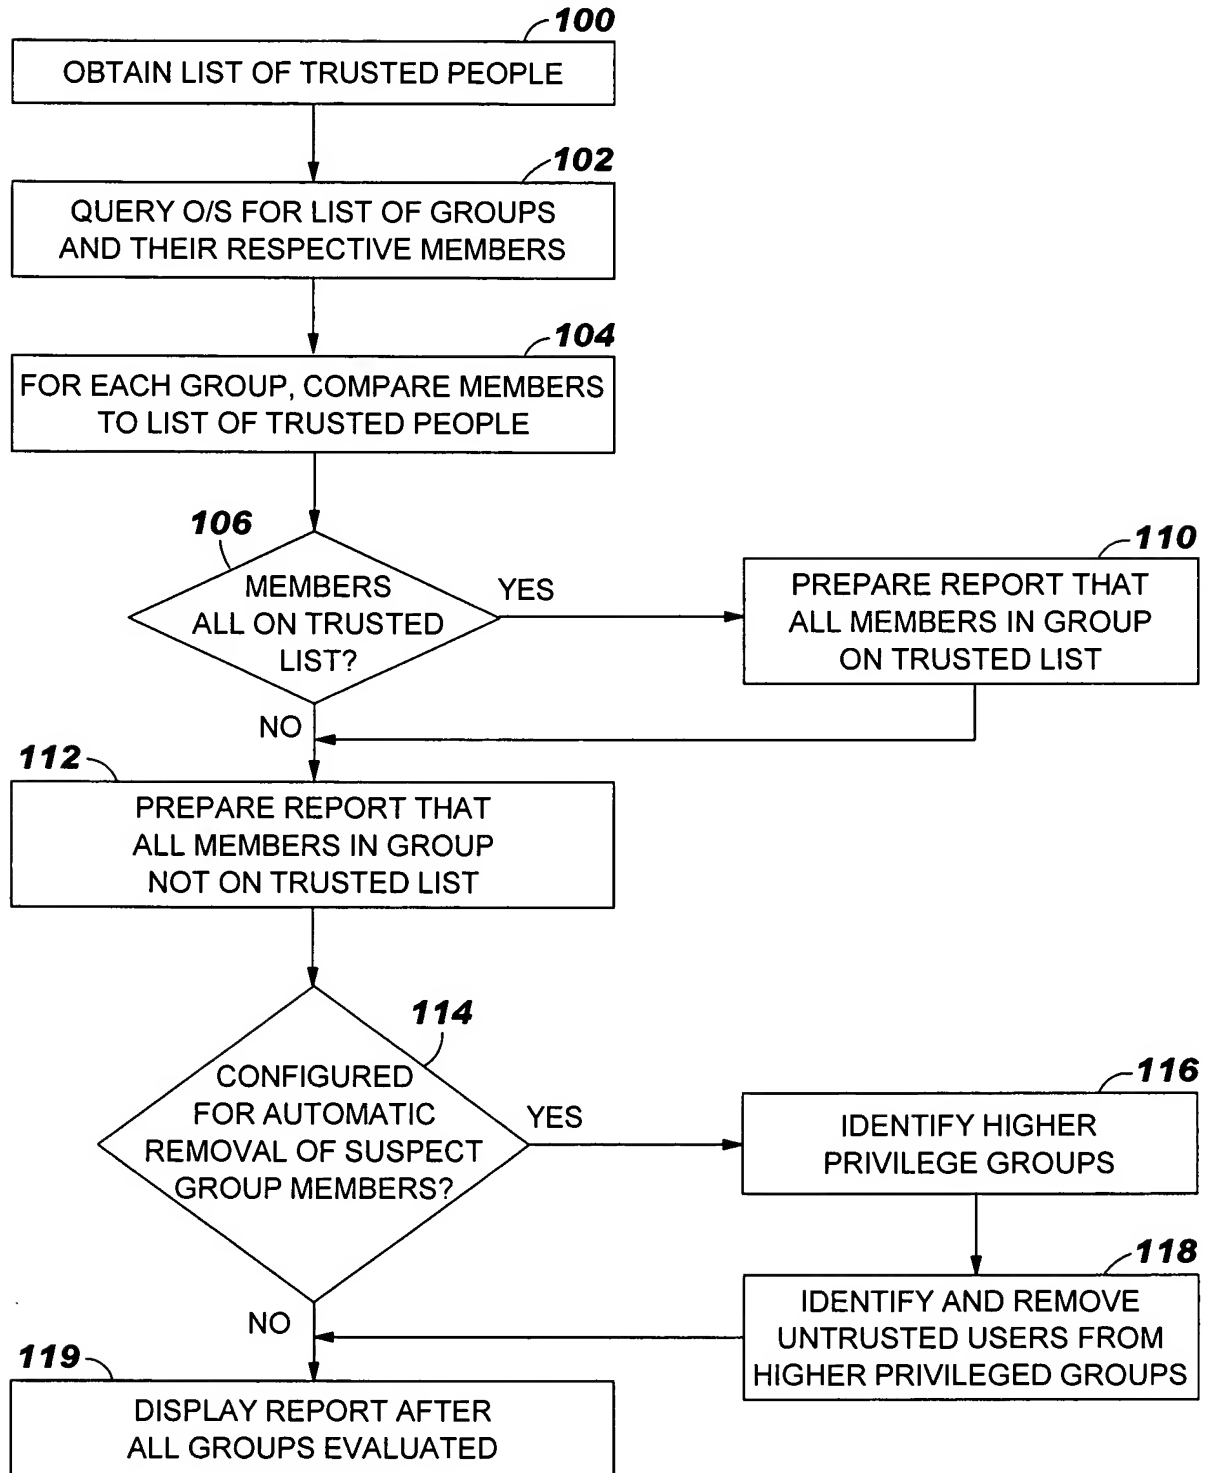 100
OBTAIN LIST OF TRUSTED PEOPLE
102
QUERY O/S FOR LIST OF GROUPS
AND THEIR RESPECTIVE MEMBERS
104
FOR EACH GROUP, COMPARE MEMBERS
TO LIST OF TRUSTED PEOPLE
106
MEMBERS
ALL ON TRUSTED
LIST?
YES
110
PREPARE REPORT THAT
ALL MEMBERS IN GROUP
ON TRUSTED LIST
NO
112
PREPARE REPORT THAT
ALL MEMBERS IN GROUP
NOT ON TRUSTED LIST
114
CONFIGURED
FOR AUTOMATIC
REMOVAL OF SUSPECT
GROUP MEMBERS?
YES
116
IDENTIFY HIGHER
PRIVILEGE GROUPS
118
IDENTIFY AND REMOVE
UNTRUSTED USERS FROM
HIGHER PRIVILEGED GROUPS
NO
119
DISPLAY REPORT AFTER
ALL GROUPS EVALUATED